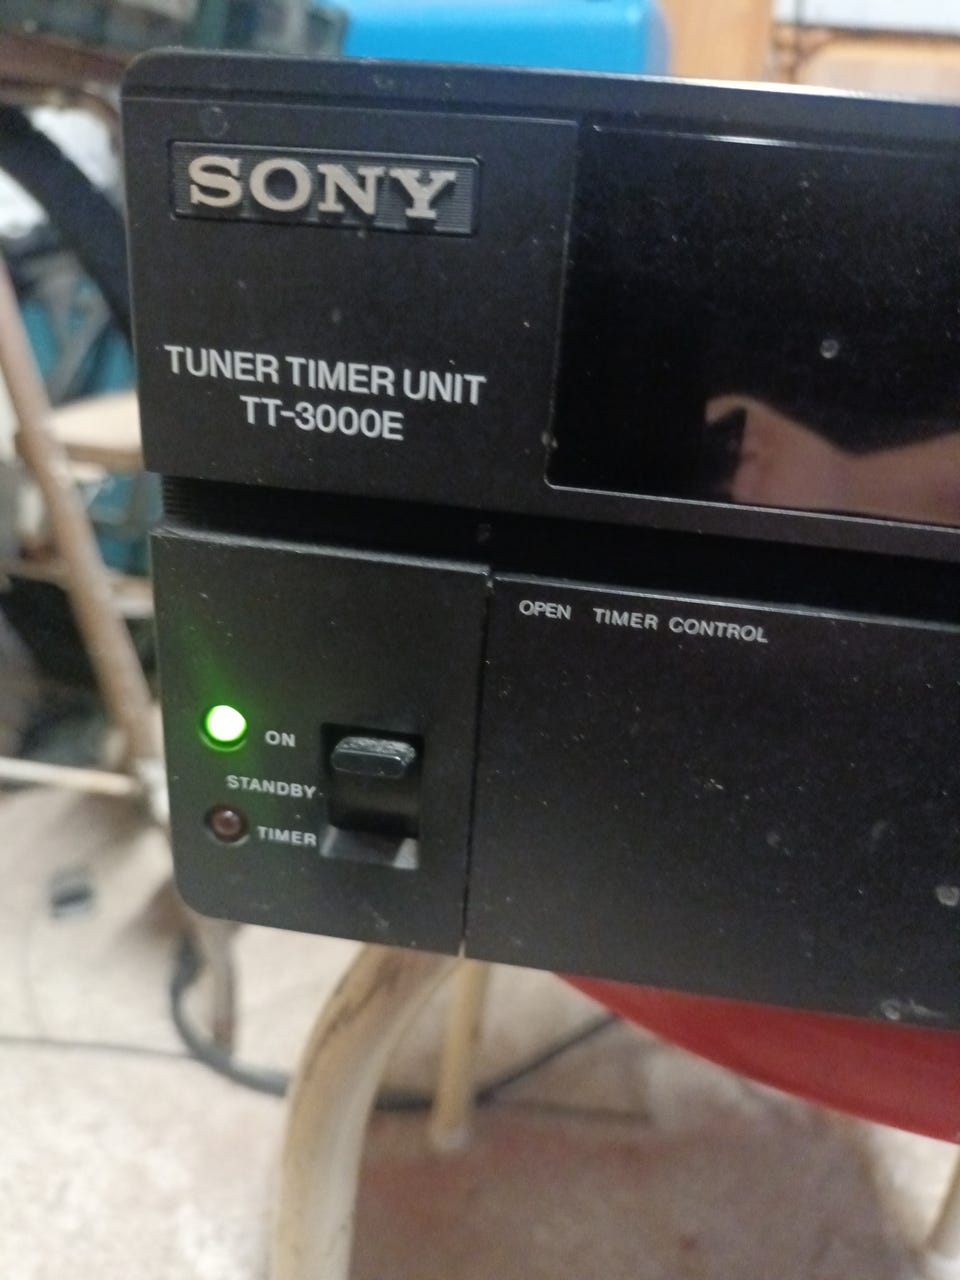 SONY
TUNER TIMER UNIT
TT-3000E
OPEN TIMER CONTROL
ON
STANDBY
TIMER